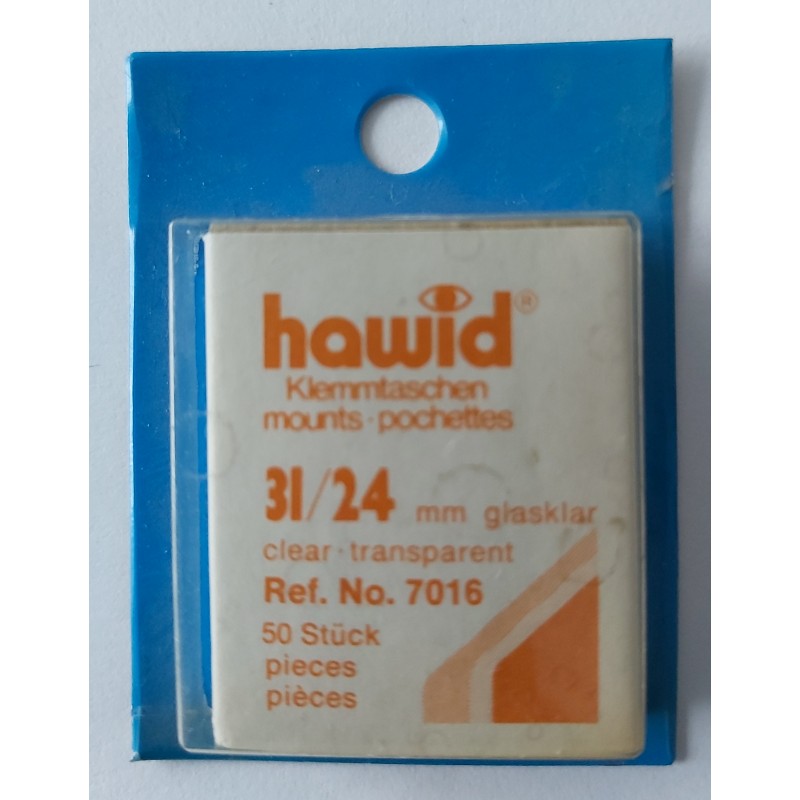 hawid®
Klemmtaschen
mounts·pochettes
31/24 mm glasklar
clear·transparent
Ref. No. 7016
50 Stück
pieces
pièces